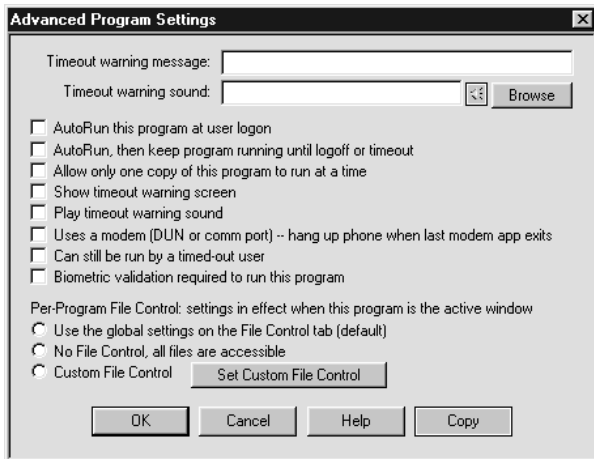 Advanced Program Settings
Timeout warning message:
Timeout warning sound:
Browse
AutoRun this program at user logon
AutoRun, then keep program running until logoff or timeout
Allow only one copy of this program to run at a time
Show timeout warning screen
Play timeout warning sound
Uses a modem (DUN or comm port) -- hang up phone when last modem app exits
Can still be run by a timed-out user
Biometric validation required to run this program
Per-Program File Control: settings in effect when this program is the active window
Use the global settings on the File Control tab (default)
No File Control, all files are accessible
Custom File Control Set Custom File Control
OK Cancel Help Copy